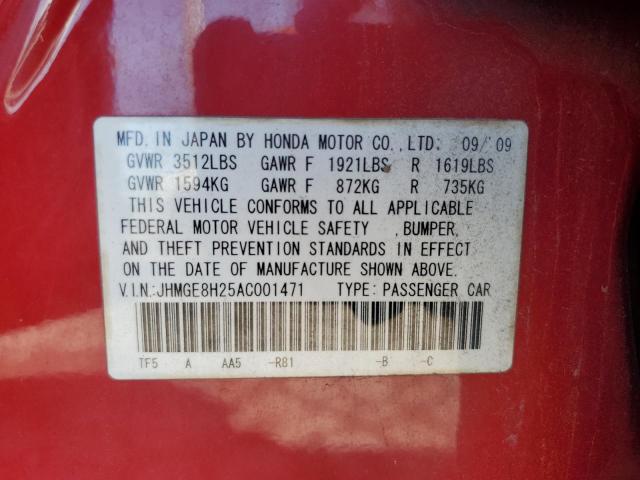 MFD. IN JAPAN BY HONDA MOTOR CO., LTD. 09/09
GVWR 3512LBS GAWR F 1921LBS R 1619LBS
GVWR 1594KG GAWR F 872KG R 735KG
THIS VEHICLE CONFORMS TO ALL APPLICABLE
FEDERAL MOTOR VEHICLE SAFETY , BUMPER,
AND THEFT PREVENTION STANDARDS IN EFFECT
ON THE DATE OF MANUFACTURE SHOWN ABOVE.
V.I.N.:JHMGE8H25AC001471 TYPE: PASSENGER CAR
TF5 A AA5 -R81 -B -C